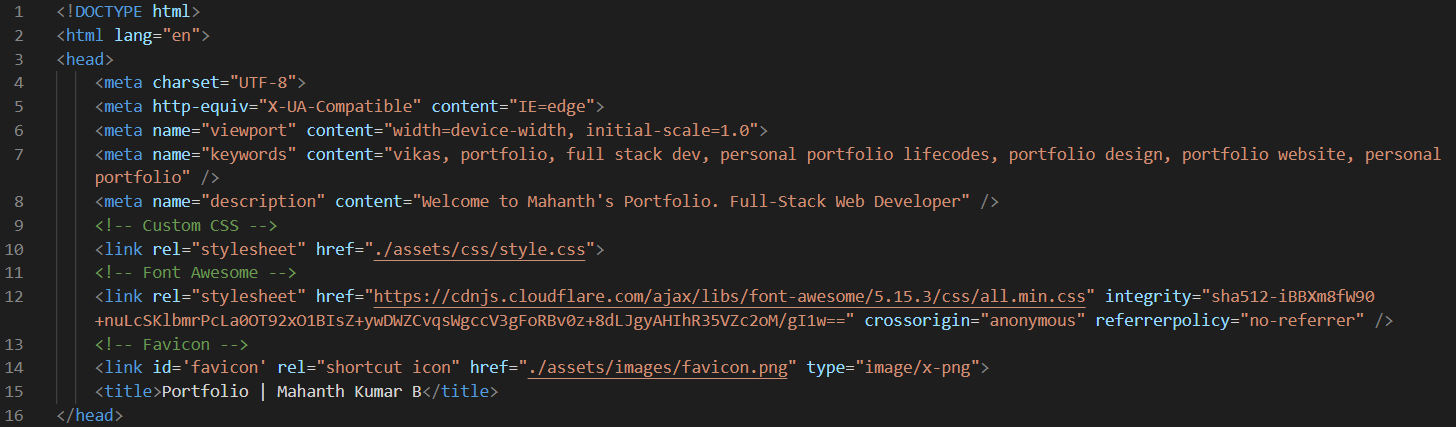 1 <!DOCTYPE html>
2 <html lang="en">
3 <head>
4 <meta charset="UTF-8">
5 <meta http-equiv="X-UA-Compatible" content="IE=edge">
6 <meta name="viewport" content="width=device-width, initial-scale=1.0">
7 <meta name="keywords" content="vikas, portfolio, full stack dev, personal portfolio lifecodes, portfolio design, portfolio website, personal
portfolio" />
8 <meta name="description" content="Welcome to Mahanth's Portfolio. Full-Stack Web Developer" />
9 <!-- Custom CSS -->
10 <link rel="stylesheet" href="./assets/css/style.css">
11 <!-- Font Awesome -->
12 <link rel="stylesheet" href="https://cdnjs.cloudflare.com/ajax/libs/font-awesome/5.15.3/css/all.min.css" integrity="sha512-iBBXm8fW90
+nuLcSKlbmrPcLa0OT92xO1BIsZ+ywDWZCvqsWgccV3gFoRBv0z+8dLJgyAHIhR35VZc2oM/gI1w==" crossorigin="anonymous" referrerpolicy="no-referrer" />
13 <!-- Favicon -->
14 <link id='favicon' rel="shortcut icon" href="./assets/images/favicon.png" type="image/x-png">
15 <title>Portfolio | Mahanth Kumar B</title>
16 </head>